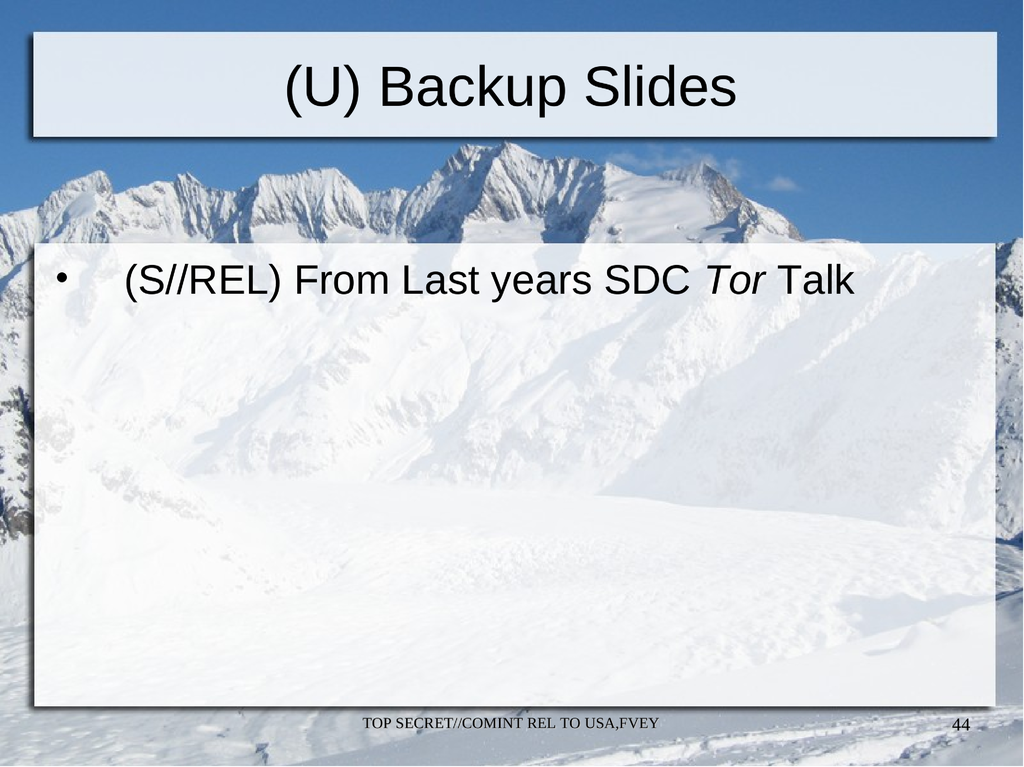 (U) Backup Slides
• (S//REL) From Last years SDC Tor Talk
TOP SECRET//COMINT REL TO USA,FVEY
44